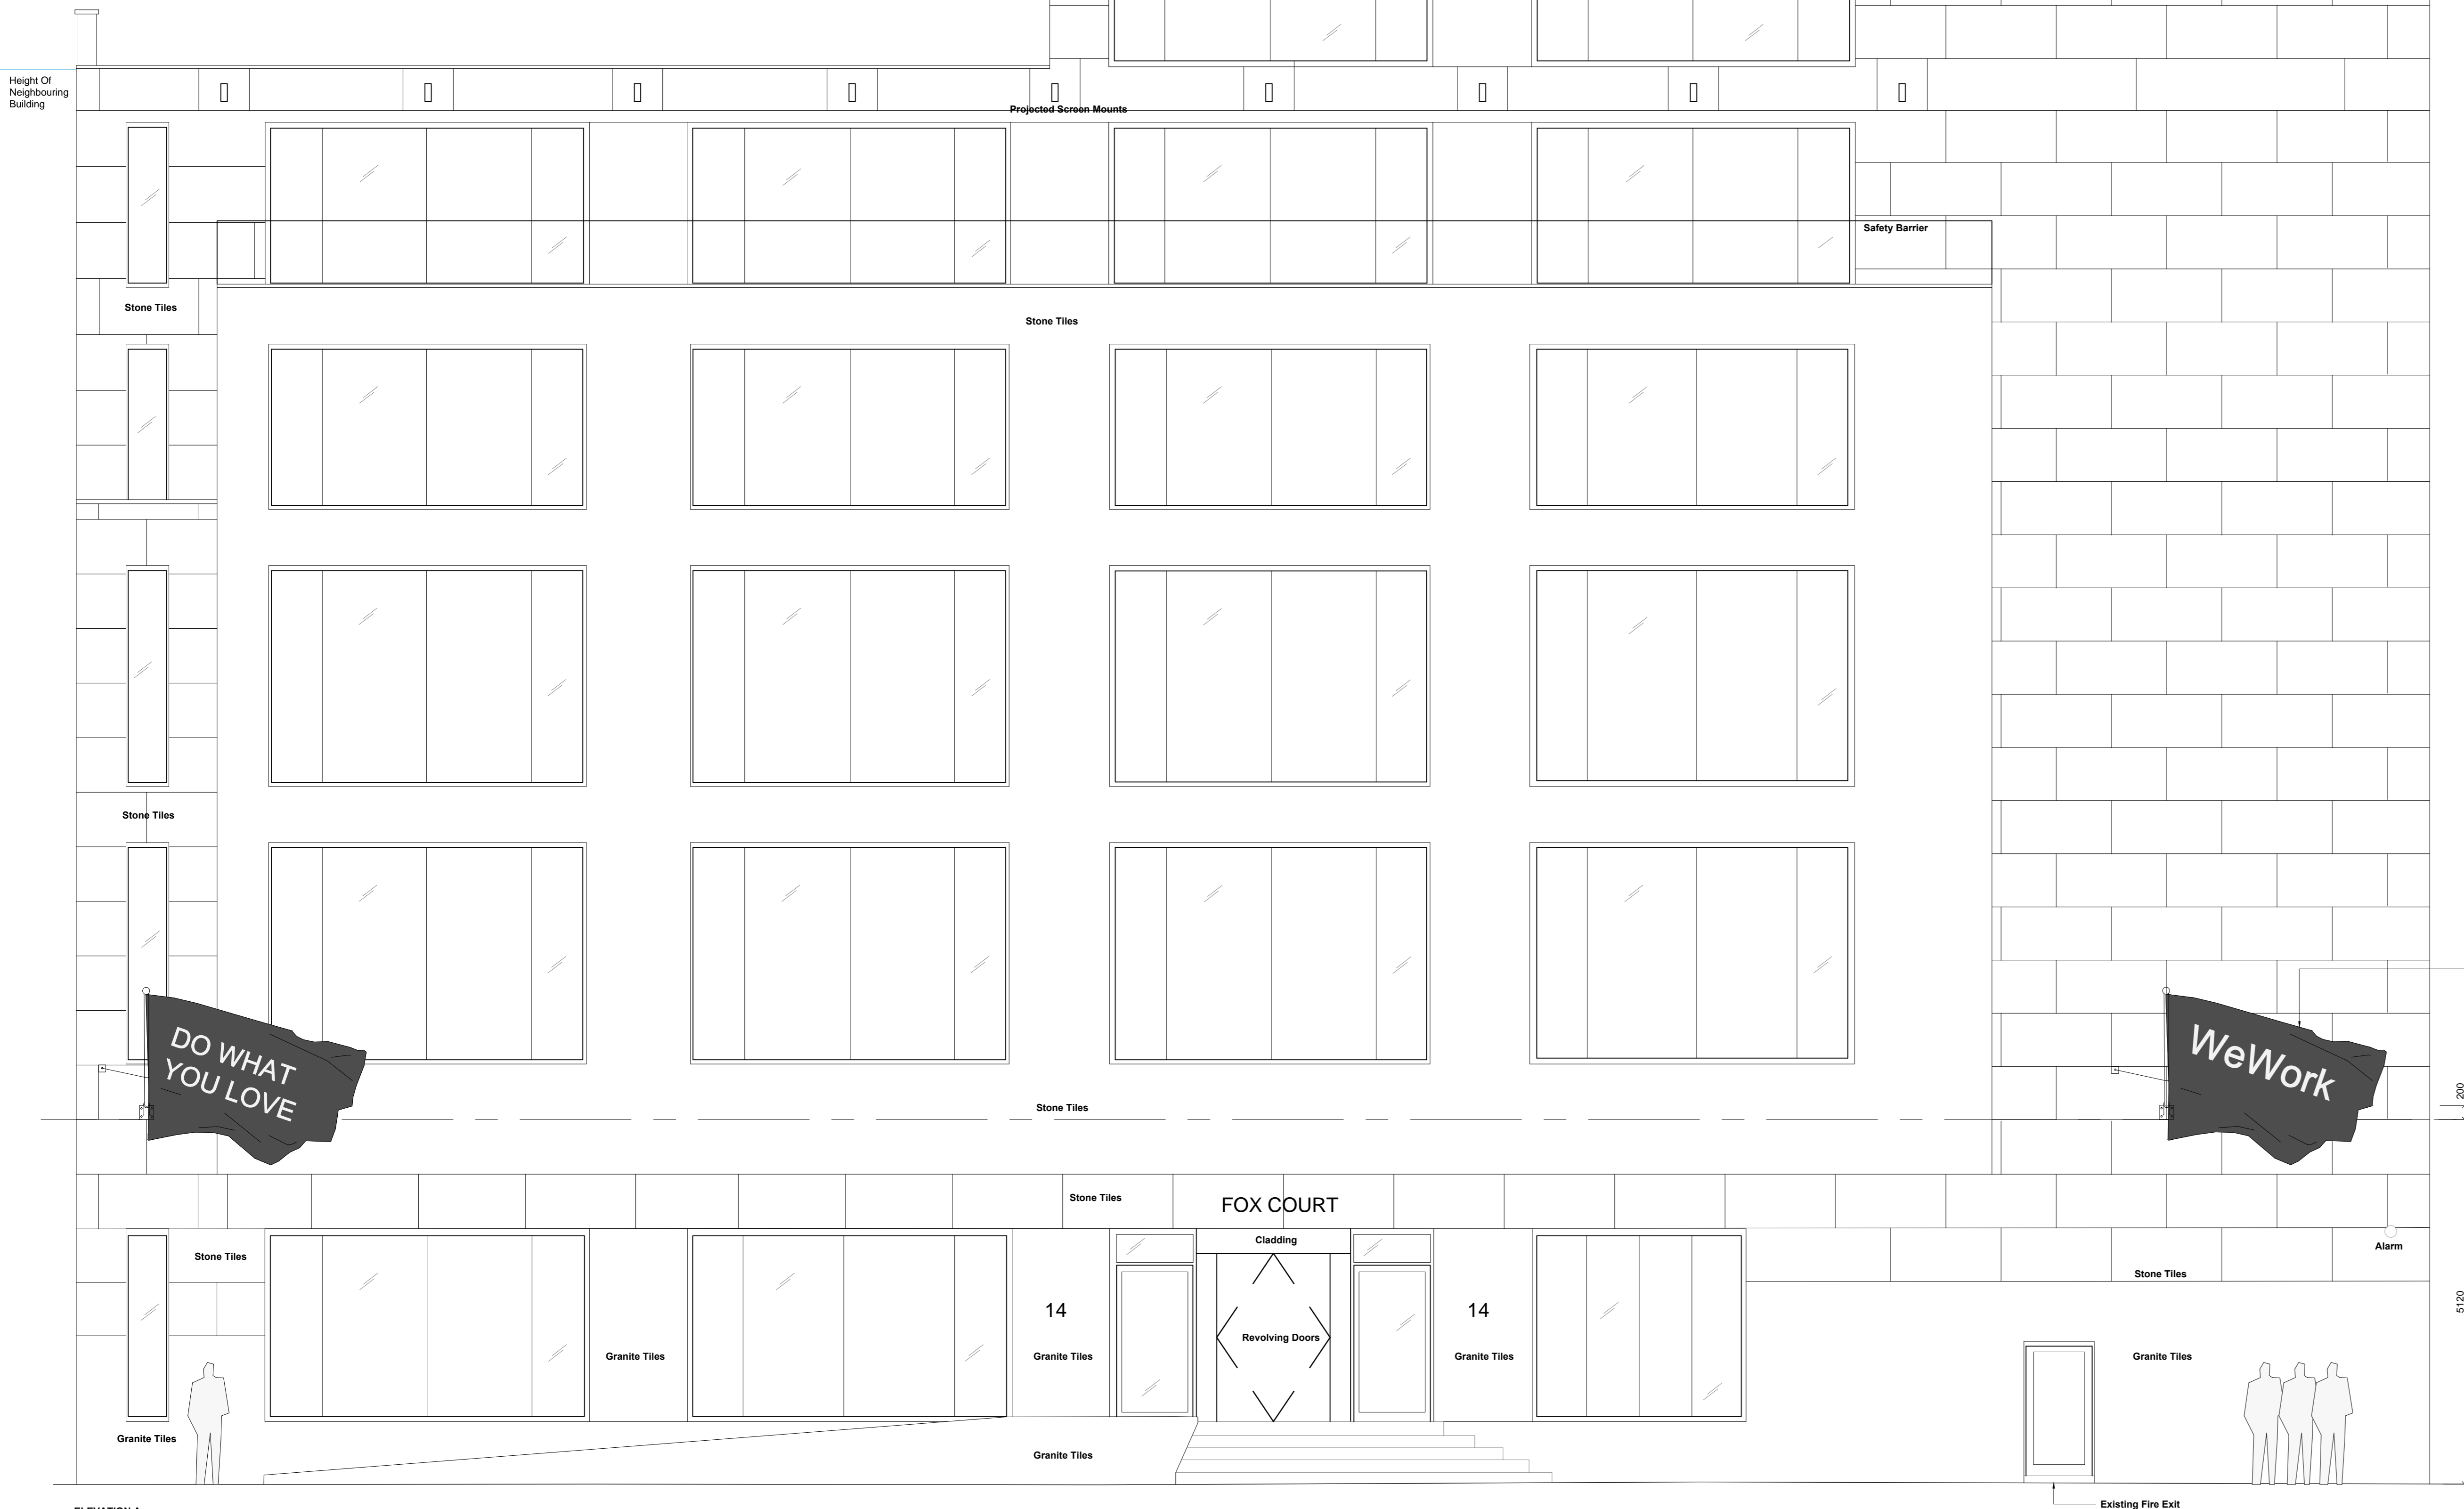 Height Of
Neighbouring
Building
Projected Screen Mounts
Safety Barrier
Stone Tiles
Stone Tiles
Stone Tiles
DO WHAT
YOU LOVE
WeWork
200
Stone Tiles
Stone Tiles
FOX COURT
Cladding
Stone Tiles
Alarm
Stone Tiles
5120
14
14
Revolving Doors
Granite Tiles
Granite Tiles
Granite Tiles
Granite Tiles
Granite Tiles
Granite Tiles
Existing Fire Exit